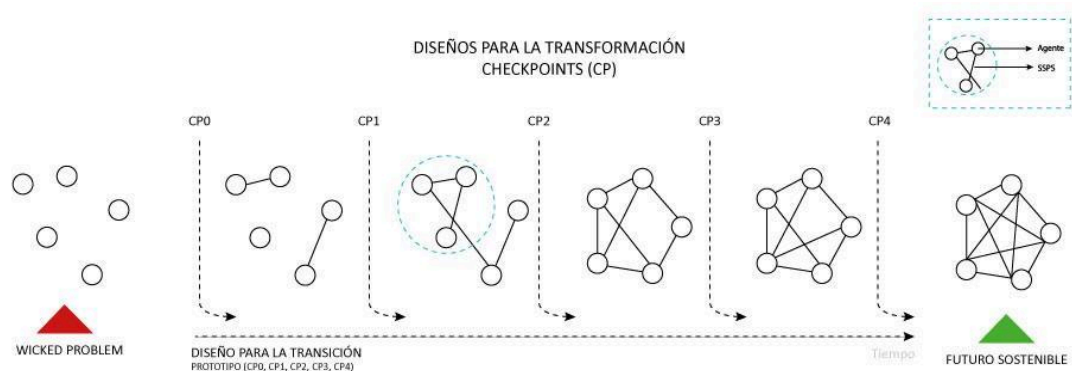 DISEÑOS PARA LA TRANSFORMACIÓN
CHECKPOINTS (CP)
Agente
SSPS
CP0
CP1
CP2
CP3
CP4
WICKED PROBLEM
DISEÑO PARA LA TRANSICIÓN
PROTOTIPO (CP0, CP1, CP2, CP3, CP4)
Tiempo
FUTURO SOSTENIBLE